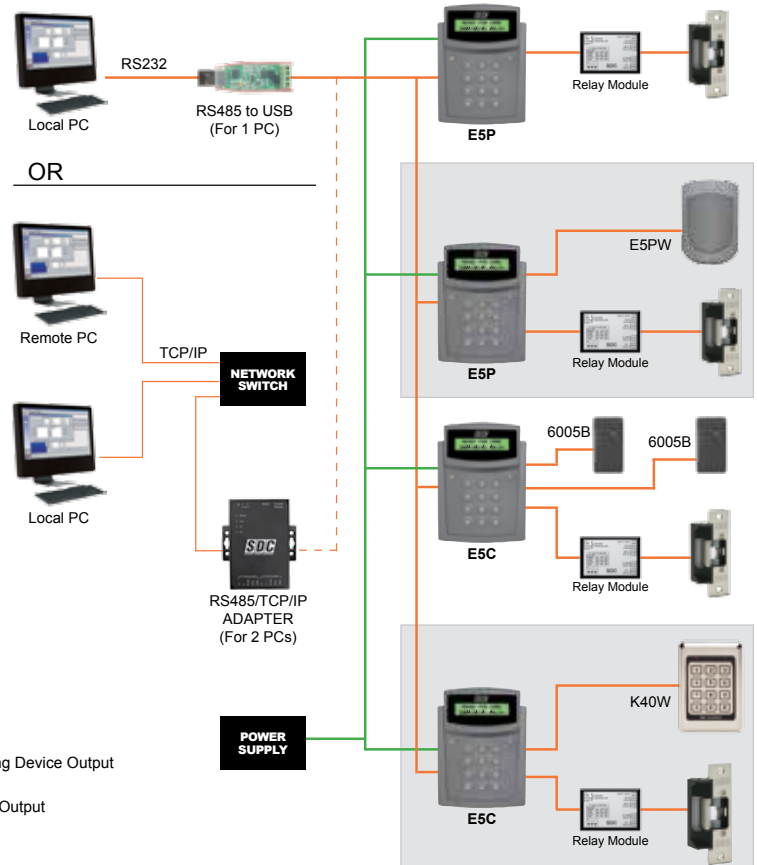 Local PC
RS232
RS485 to USB
(For 1 PC)
OR
Remote PC
TCP/IP
NETWORK
SWITCH
Local PC
SDC
RS485/TCP/IP
ADAPTER
(For 2 PCs)
POWER
SUPPLY
g Device Output
Output
E5P
Relay Module
E5PW
E5P
Relay Module
6005B
6005B
E5C
Relay Module
K40W
E5C
Relay Module